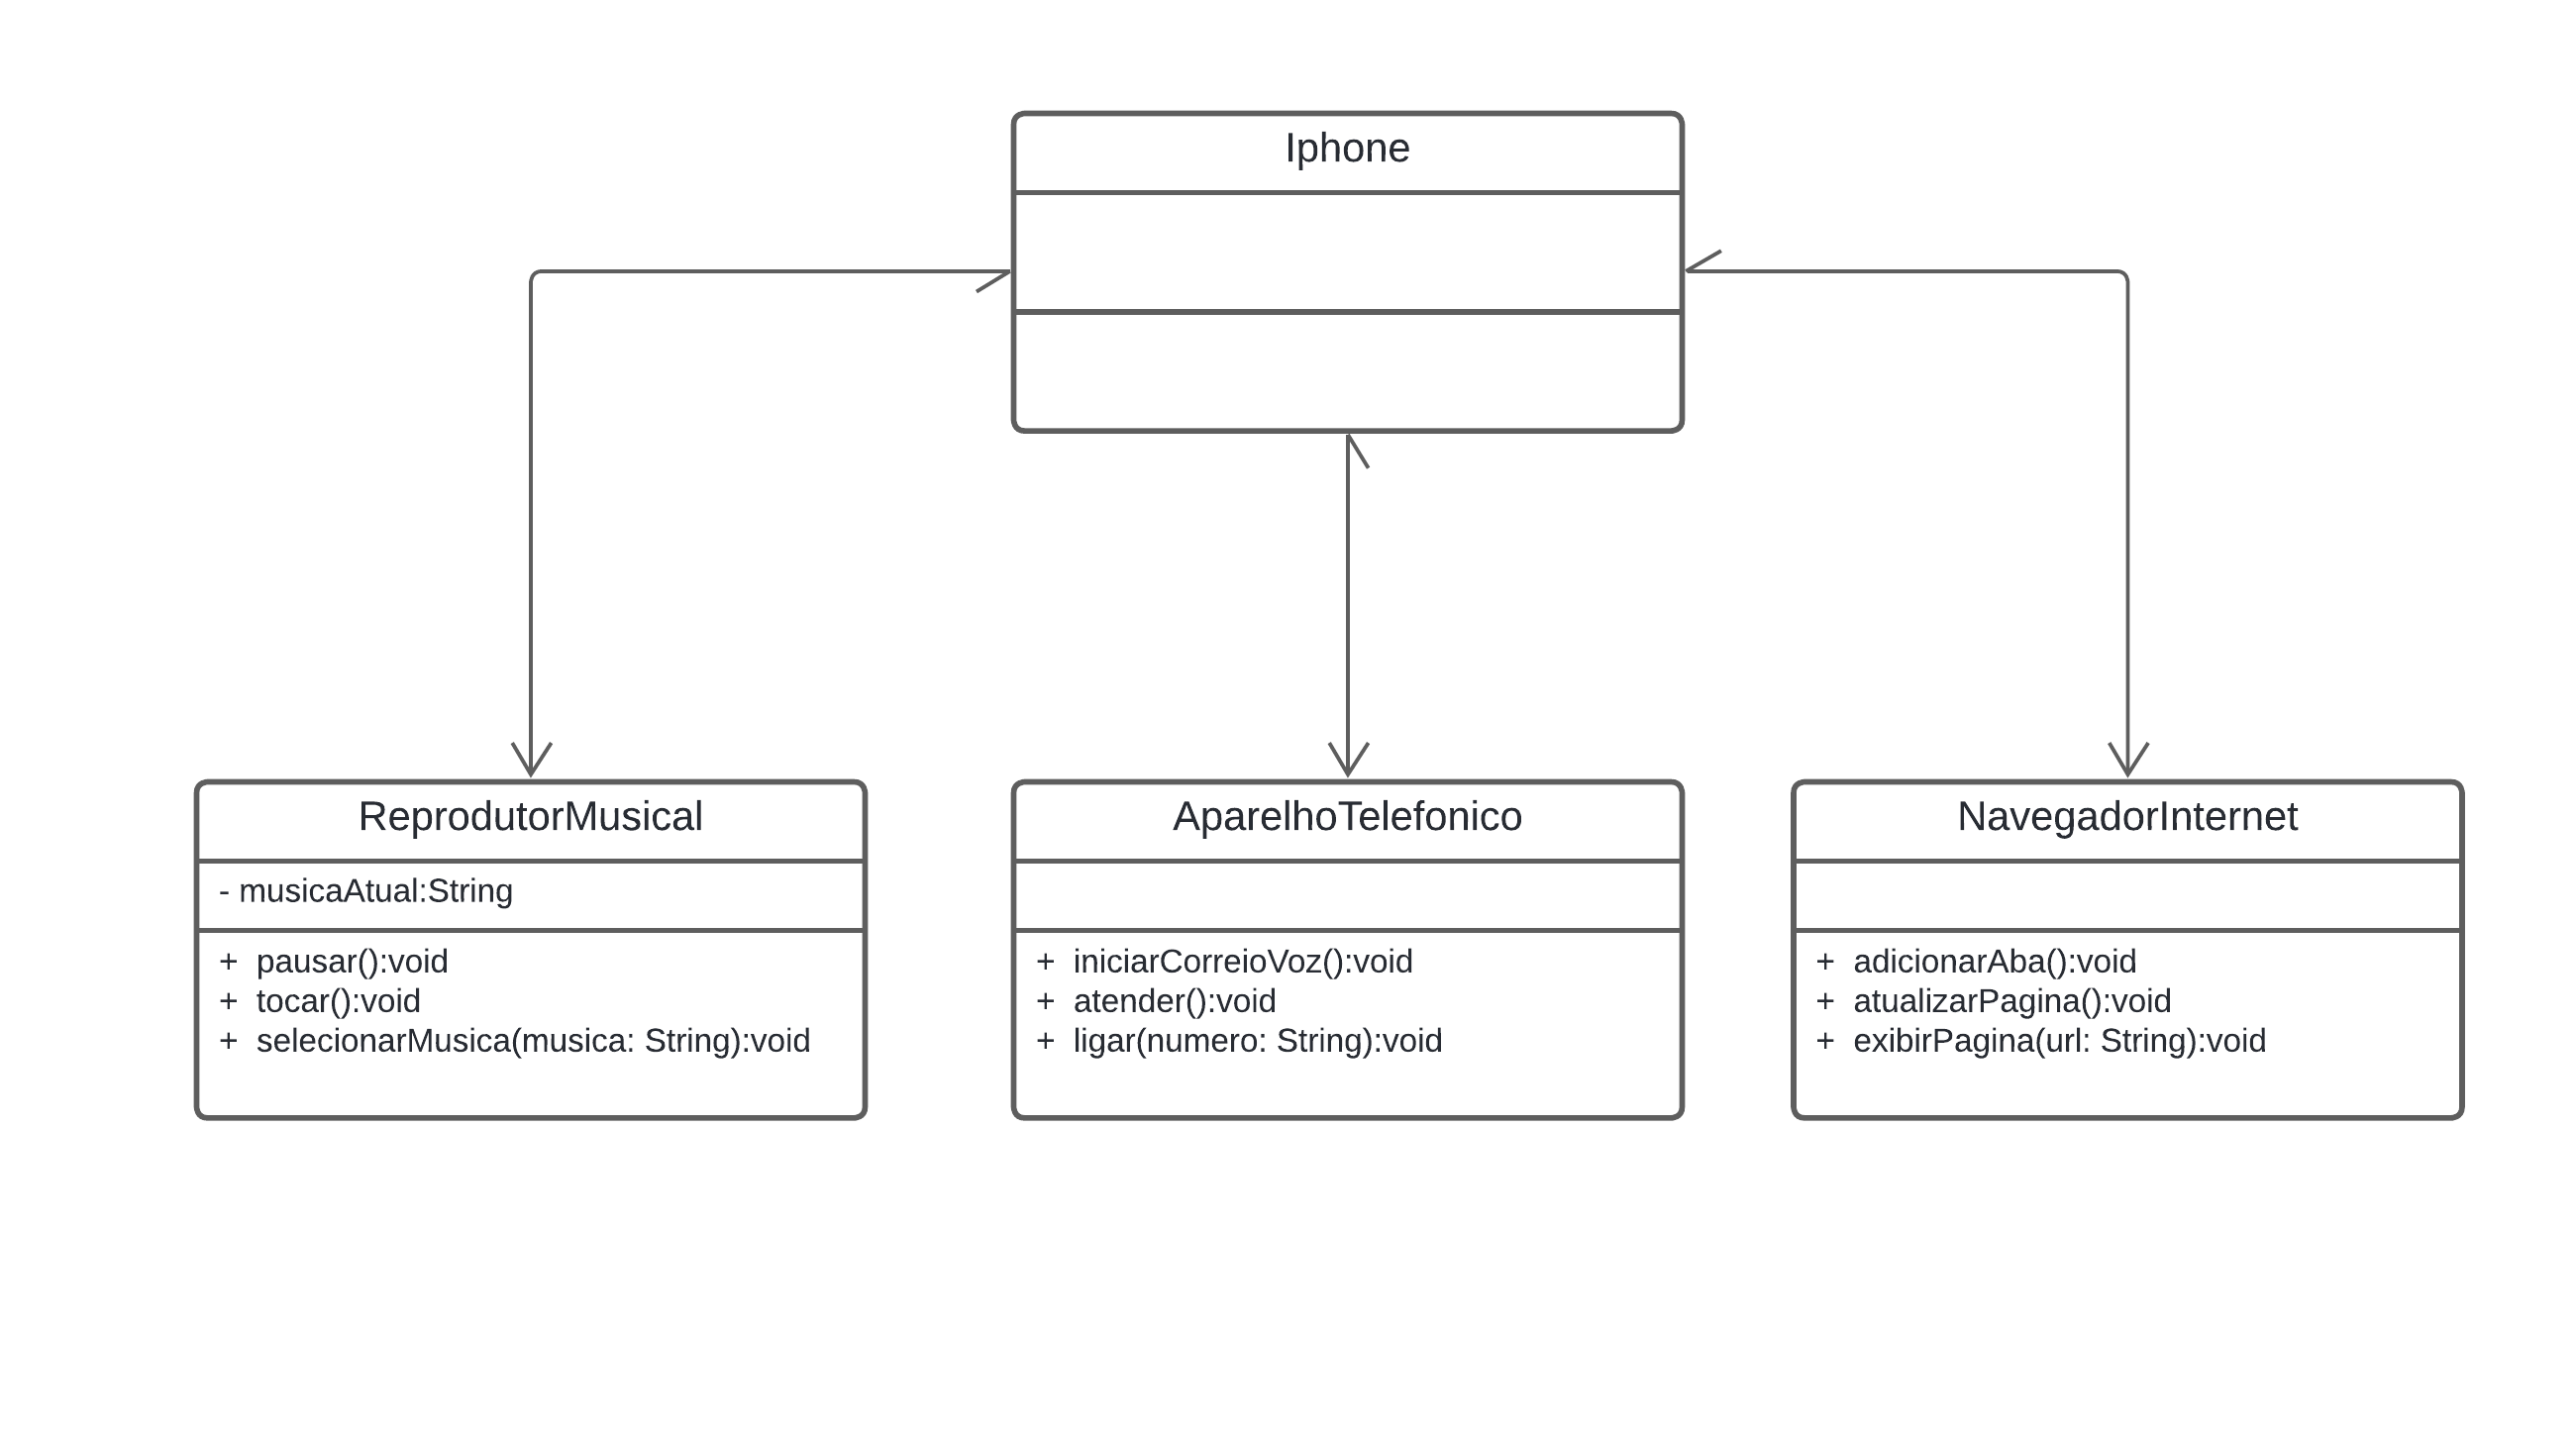 Iphone
ReprodutorMusical
- musicaAtual:String
+ pausar():void
+ tocar():void
+ selecionarMusica(musica: String):void
AparelhoTelefonico
+ iniciarCorreioVoz():void
+ atender():void
+ ligar(numero: String):void
NavegadorInternet
+ adicionarAba():void
+ atualizarPagina():void
+ exibirPagina(url: String):void